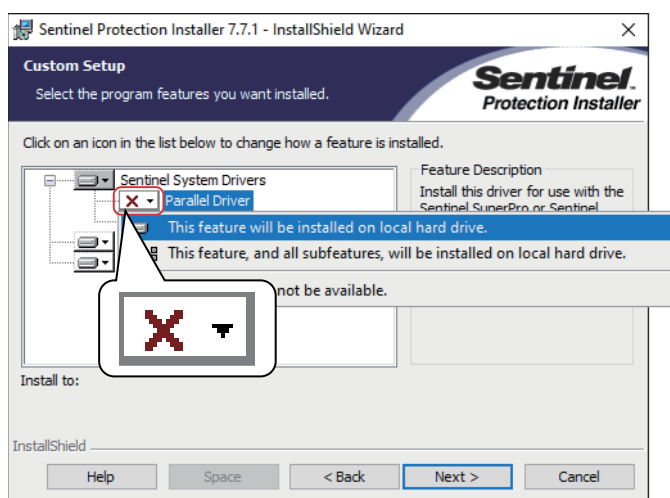 Sentinel Protection Installer 7.7.1 - InstallShield Wizard
Custom Setup
Select the program features you want installed.
Sentinel.
Protection Installer
Click on an icon in the list below to change how a feature is installed.
Sentinel System Drivers
Parallel Driver
Feature Description
Install this driver for use with the
Sentinel SuperPro or Sentinel
This feature will be installed on local hard drive.
This feature, and all subfeatures, will be installed on local hard drive.
not be available.
Install to:
InstallShield
Help
Space
< Back
Next >
Cancel